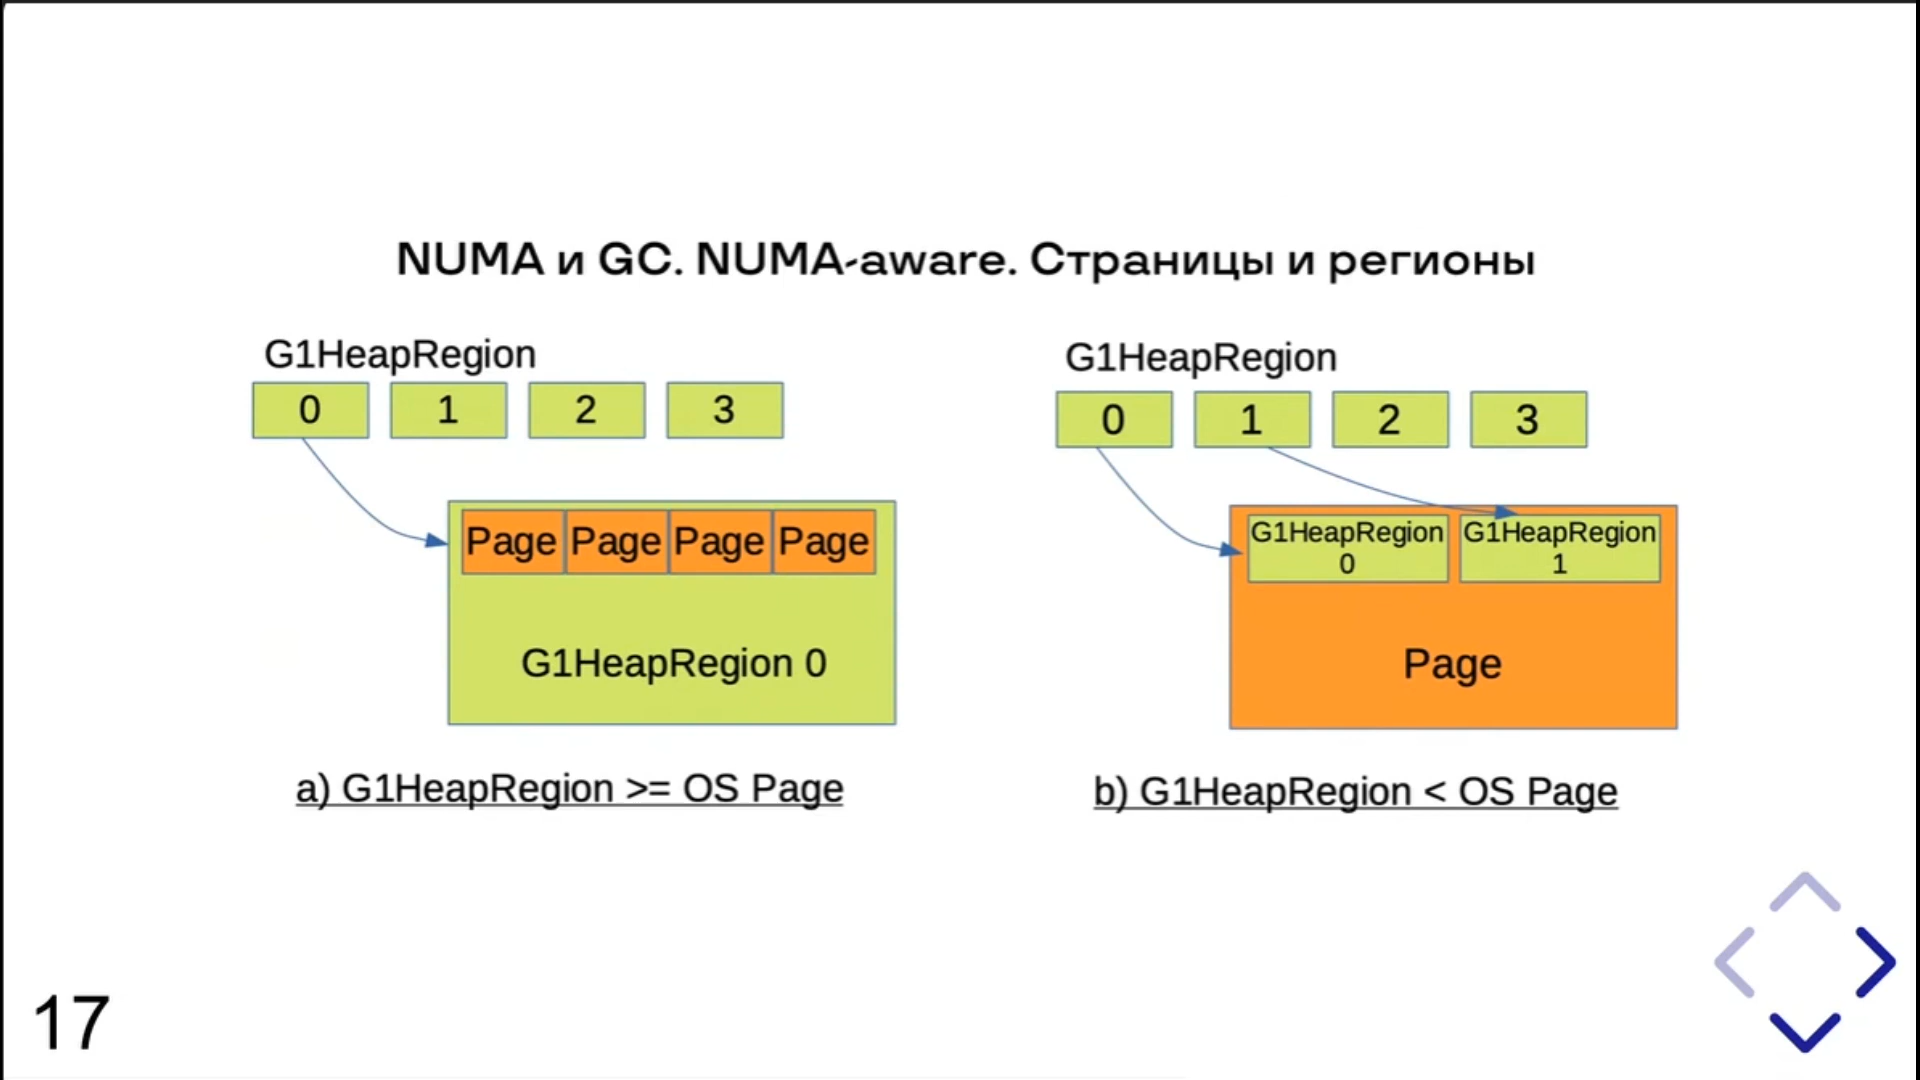 NUMA и GC. NUMA-aware. Страницы и регионы
G1HeapRegion
0 1 2 3
Page Page Page Page
G1HeapRegion 0
a) G1HeapRegion >= OS Page
G1HeapRegion
0 1 2 3
G1HeapRegion
0
G1HeapRegion
1
Page
b) G1HeapRegion < OS Page
17